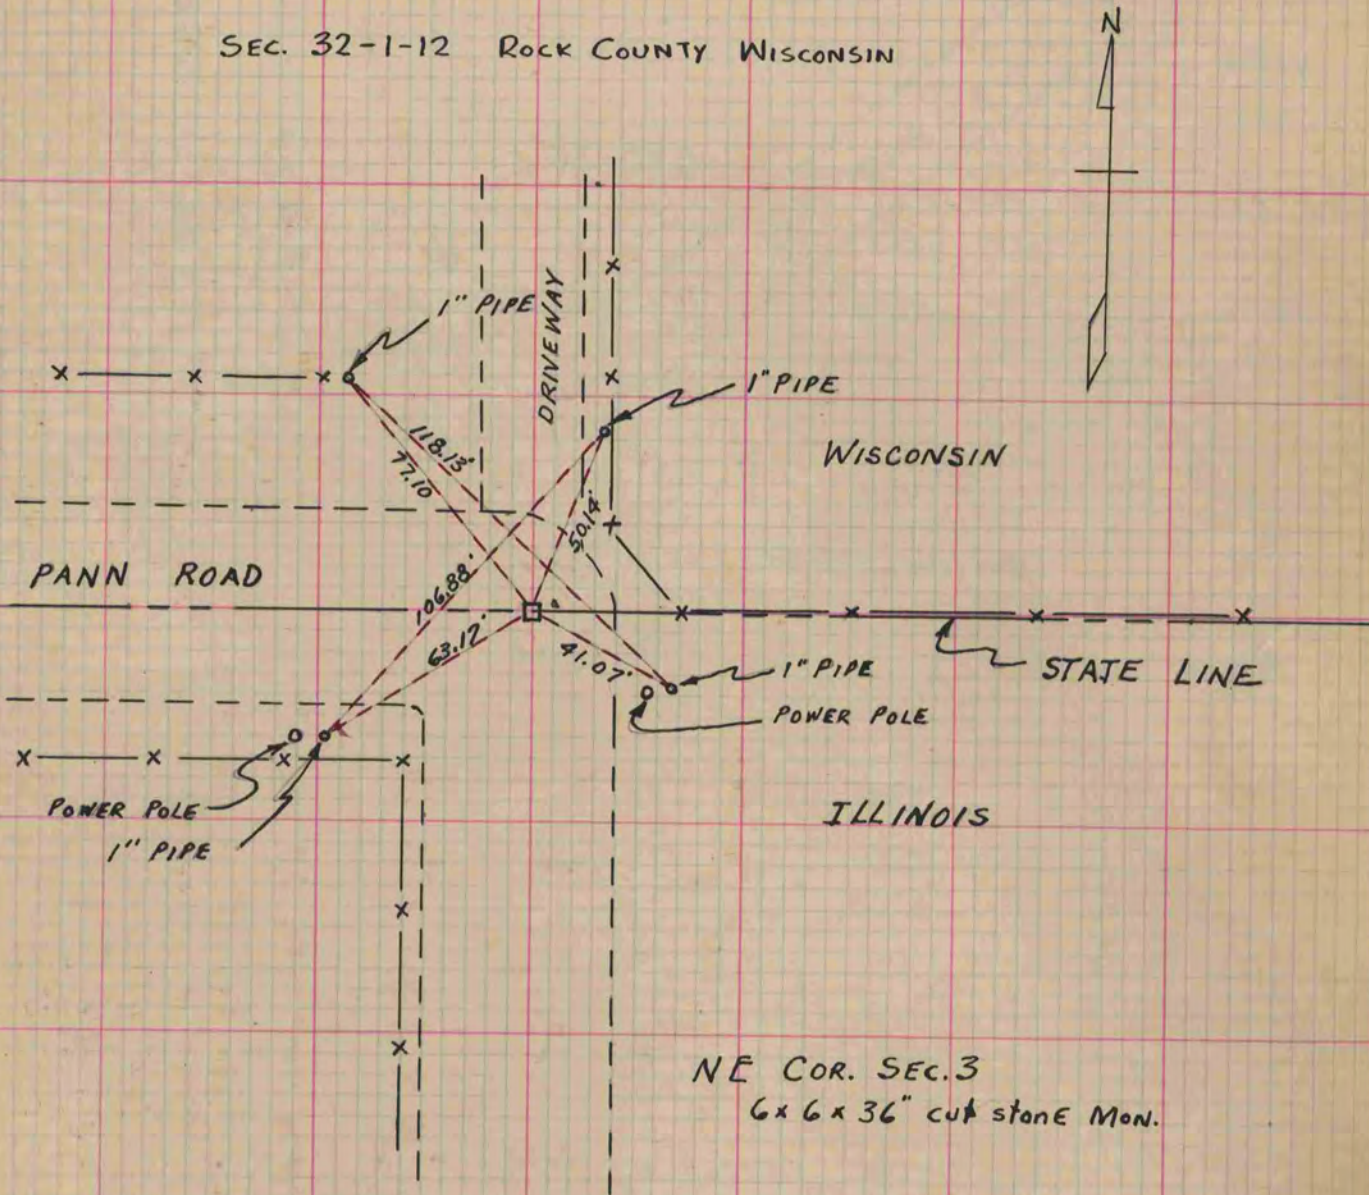 SEC. 32-1-12 ROCK COUNTY WISCONSIN
N
1" PIPE
DRIVEWAY
1" PIPE
118.13'
77.10
WISCONSIN
50.14'
PANN ROAD
106.88'
63.12'
41.07'
1" PIPE
STATE LINE
POWER POLE
POWER POLE
1" PIPE
ILLINOIS
NE COR. SEC. 3
6 x 6 x 36" cut stone MON.